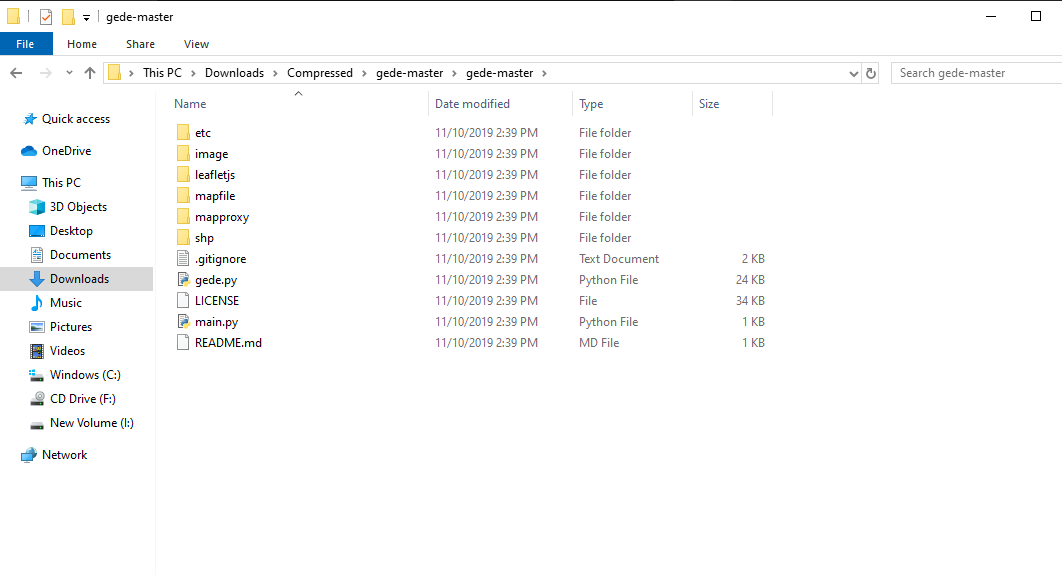 gede-master
File Home Share View
This PC Downloads Compressed gede-master gede-master Search gede-master
Quick access
OneDrive
This PC
3D Objects
Desktop
Documents
Downloads
Music
Pictures
Videos
Windows (C:)
CD Drive (F:)
New Volume (I:)
Network
Name Date modified Type Size
etc 11/10/2019 2:39 PM File folder
image 11/10/2019 2:39 PM File folder
leafletjs 11/10/2019 2:39 PM File folder
mapfile 11/10/2019 2:39 PM File folder
mapproxy 11/10/2019 2:39 PM File folder
shp 11/10/2019 2:39 PM File folder
.gitignore 11/10/2019 2:39 PM Text Document 2 KB
gede.py 11/10/2019 2:39 PM Python File 24 KB
LICENSE 11/10/2019 2:39 PM File 34 KB
main.py 11/10/2019 2:39 PM Python File 1 KB
README.md 11/10/2019 2:39 PM MD File 1 KB